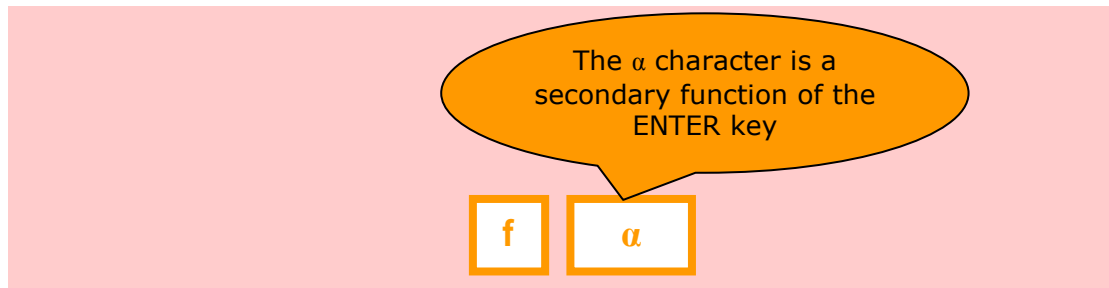 The α character is a
secondary function of the
ENTER key
f α